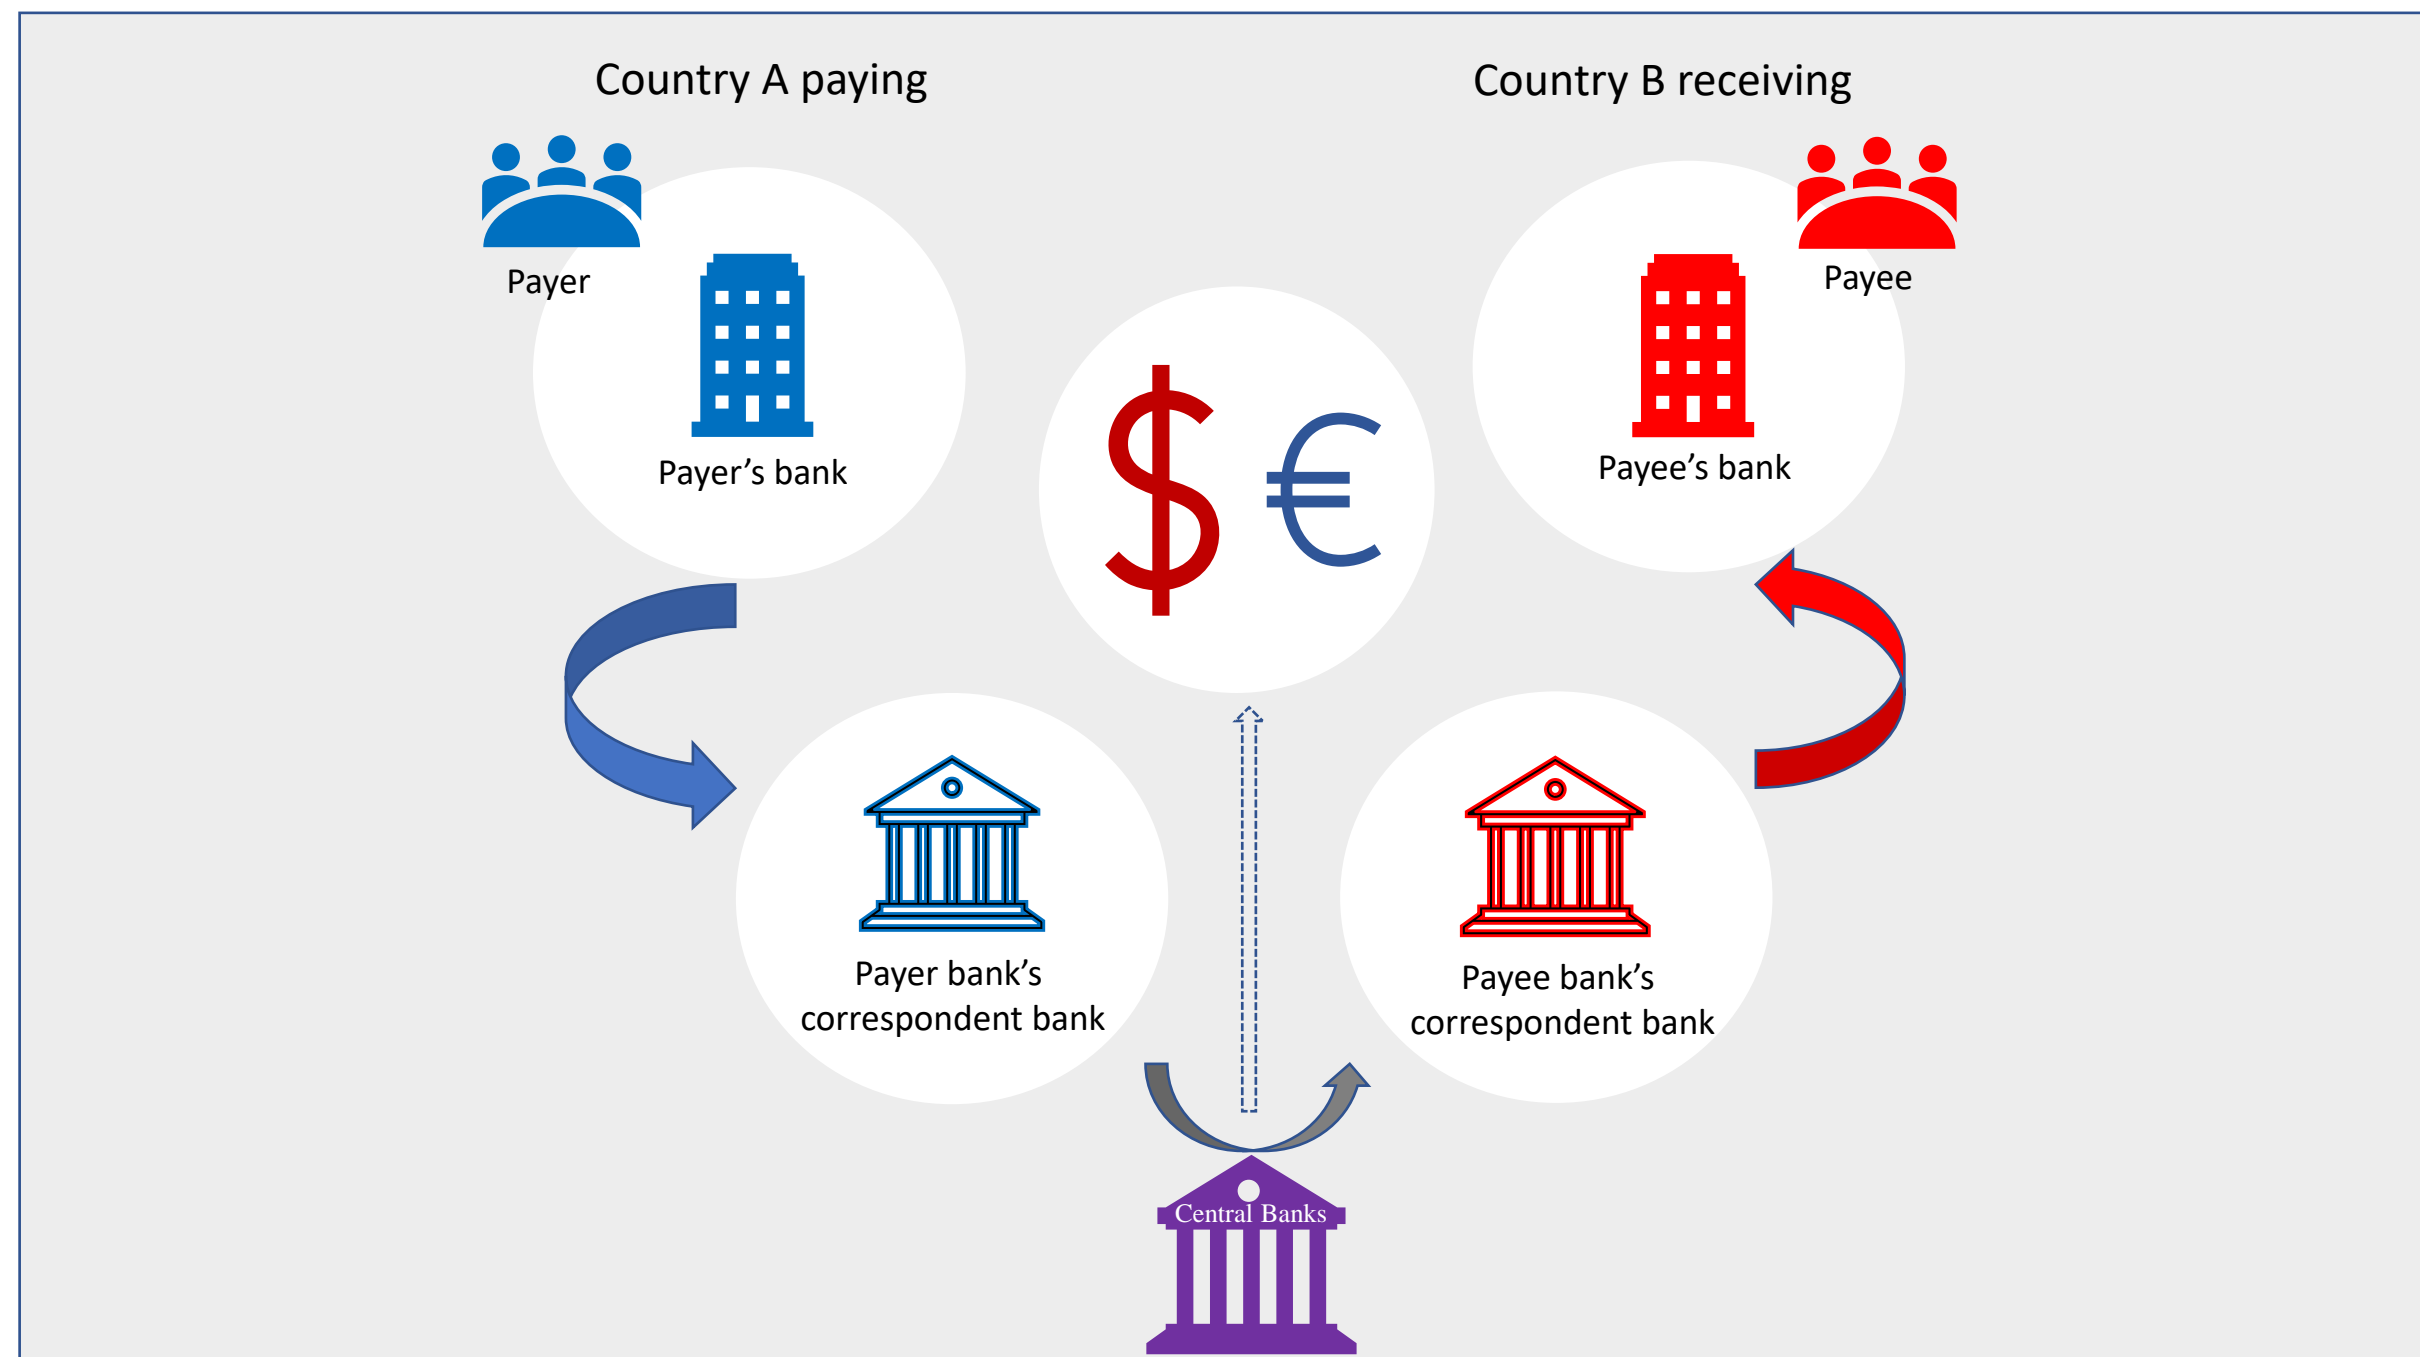 Country A paying
Country B receiving
Payer
Payee
Payer’s bank
Payee’s bank
$ €
Payer bank’s
correspondent bank
Payee bank’s
correspondent bank
Central Banks